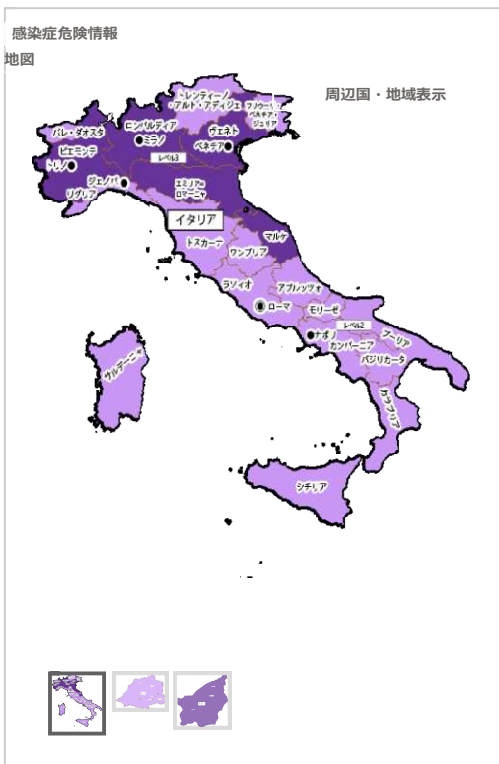 感染症危険情報
地図
周辺国・地域表示
トレンティーノ
・アルト・アディジェ
フリウーリ・
ベネチア・
ジュリア
バレ・ダオスタ
ロンバルディア
ミラノ
ヴェネト
ベネチア
ピエモンテ
レベル3
トリノ
ジェノバ
リグリア
エミリア＝
ロマーニャ
イタリア
マルケ
トスカーナ
ウンブリア
ラツィオ
アブルッツォ
ローマ
モリーゼ
レベル2
ナポリ
プーリア
カンパーニア
バジリカータ
サルデーニャ
カラブリア
シチリア